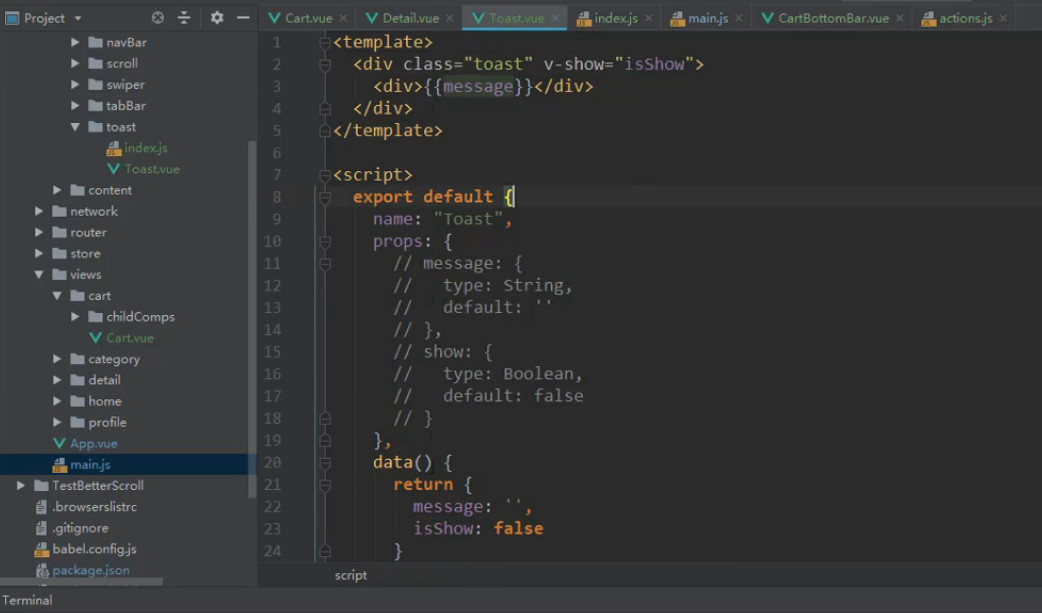 Project
navBar
scroll
swiper
tabBar
toast
index.js
Toast.vue
content
network
router
store
views
cart
childComps
Cart.vue
category
detail
home
profile
App.vue
main.js
TestBetterScroll
.browserslistrc
.gitignore
babel.config.js
package.json
Terminal
Cart.vue Detail.vue Toast.vue index.js main.js CartBottomBar.vue actions.js
1 <template>
2 <div class="toast" v-show="isShow">
3 <div>{{message}}</div>
4 </div>
5 </template>
6
7 <script>
8 export default {
9 name: "Toast",
10 props: {
11 // message: {
12 // type: String,
13 // default: ''
14 // },
15 // show: {
16 // type: Boolean,
17 // default: false
18 // }
19 },
20 data() {
21 return {
22 message: '',
23 isShow: false
24 }
script